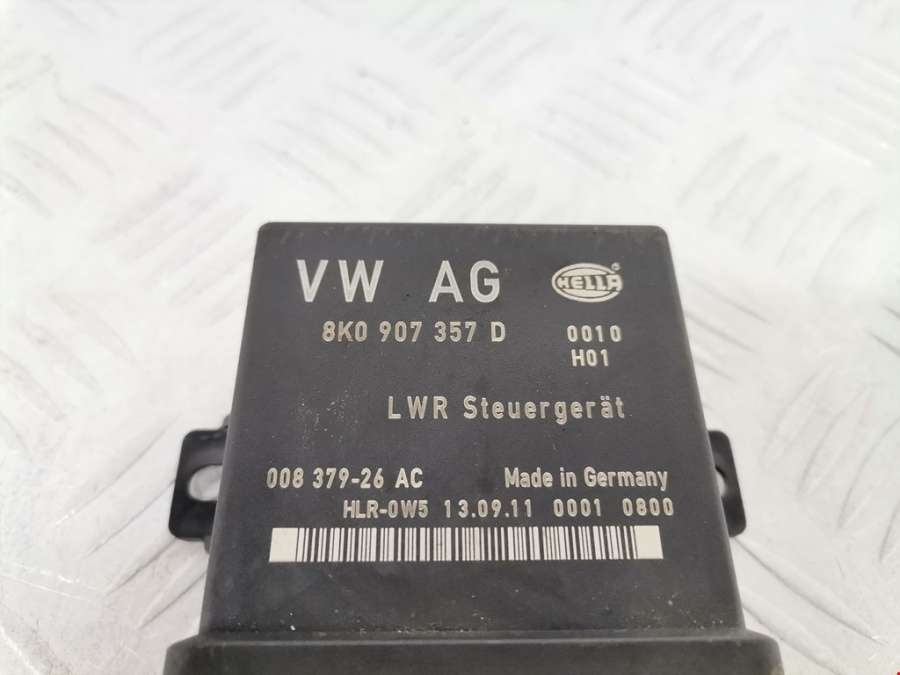 VW AG HELLA
8K0 907 357 D 0010
H01
LWR Steuergerät
008 379-26 AC Made in Germany
HLR-0W5 13.09.11 0001 0800